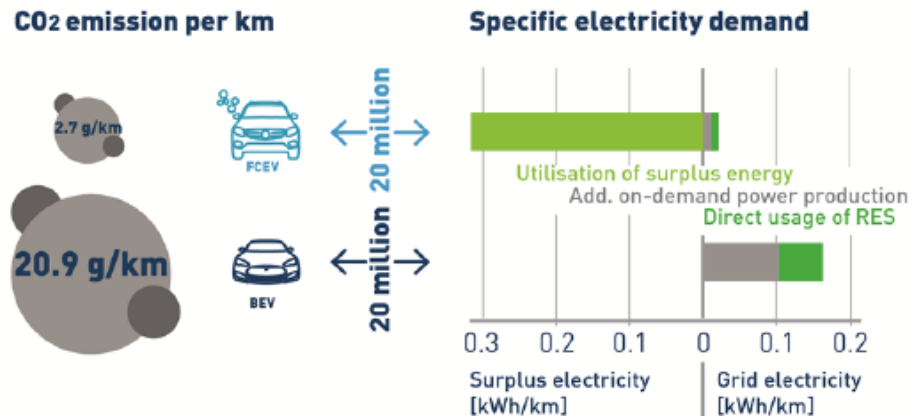 CO2 emission per km
Specific electricity demand
2.7 g/km
FCEV
20 million
Utilisation of surplus energy
Add. on-demand power production
Direct usage of RES
20.9 g/km
BEV
20 million
0.3 0.2 0.1 0 0.1 0.2
Surplus electricity
[kWh/km]
Grid electricity
[kWh/km]